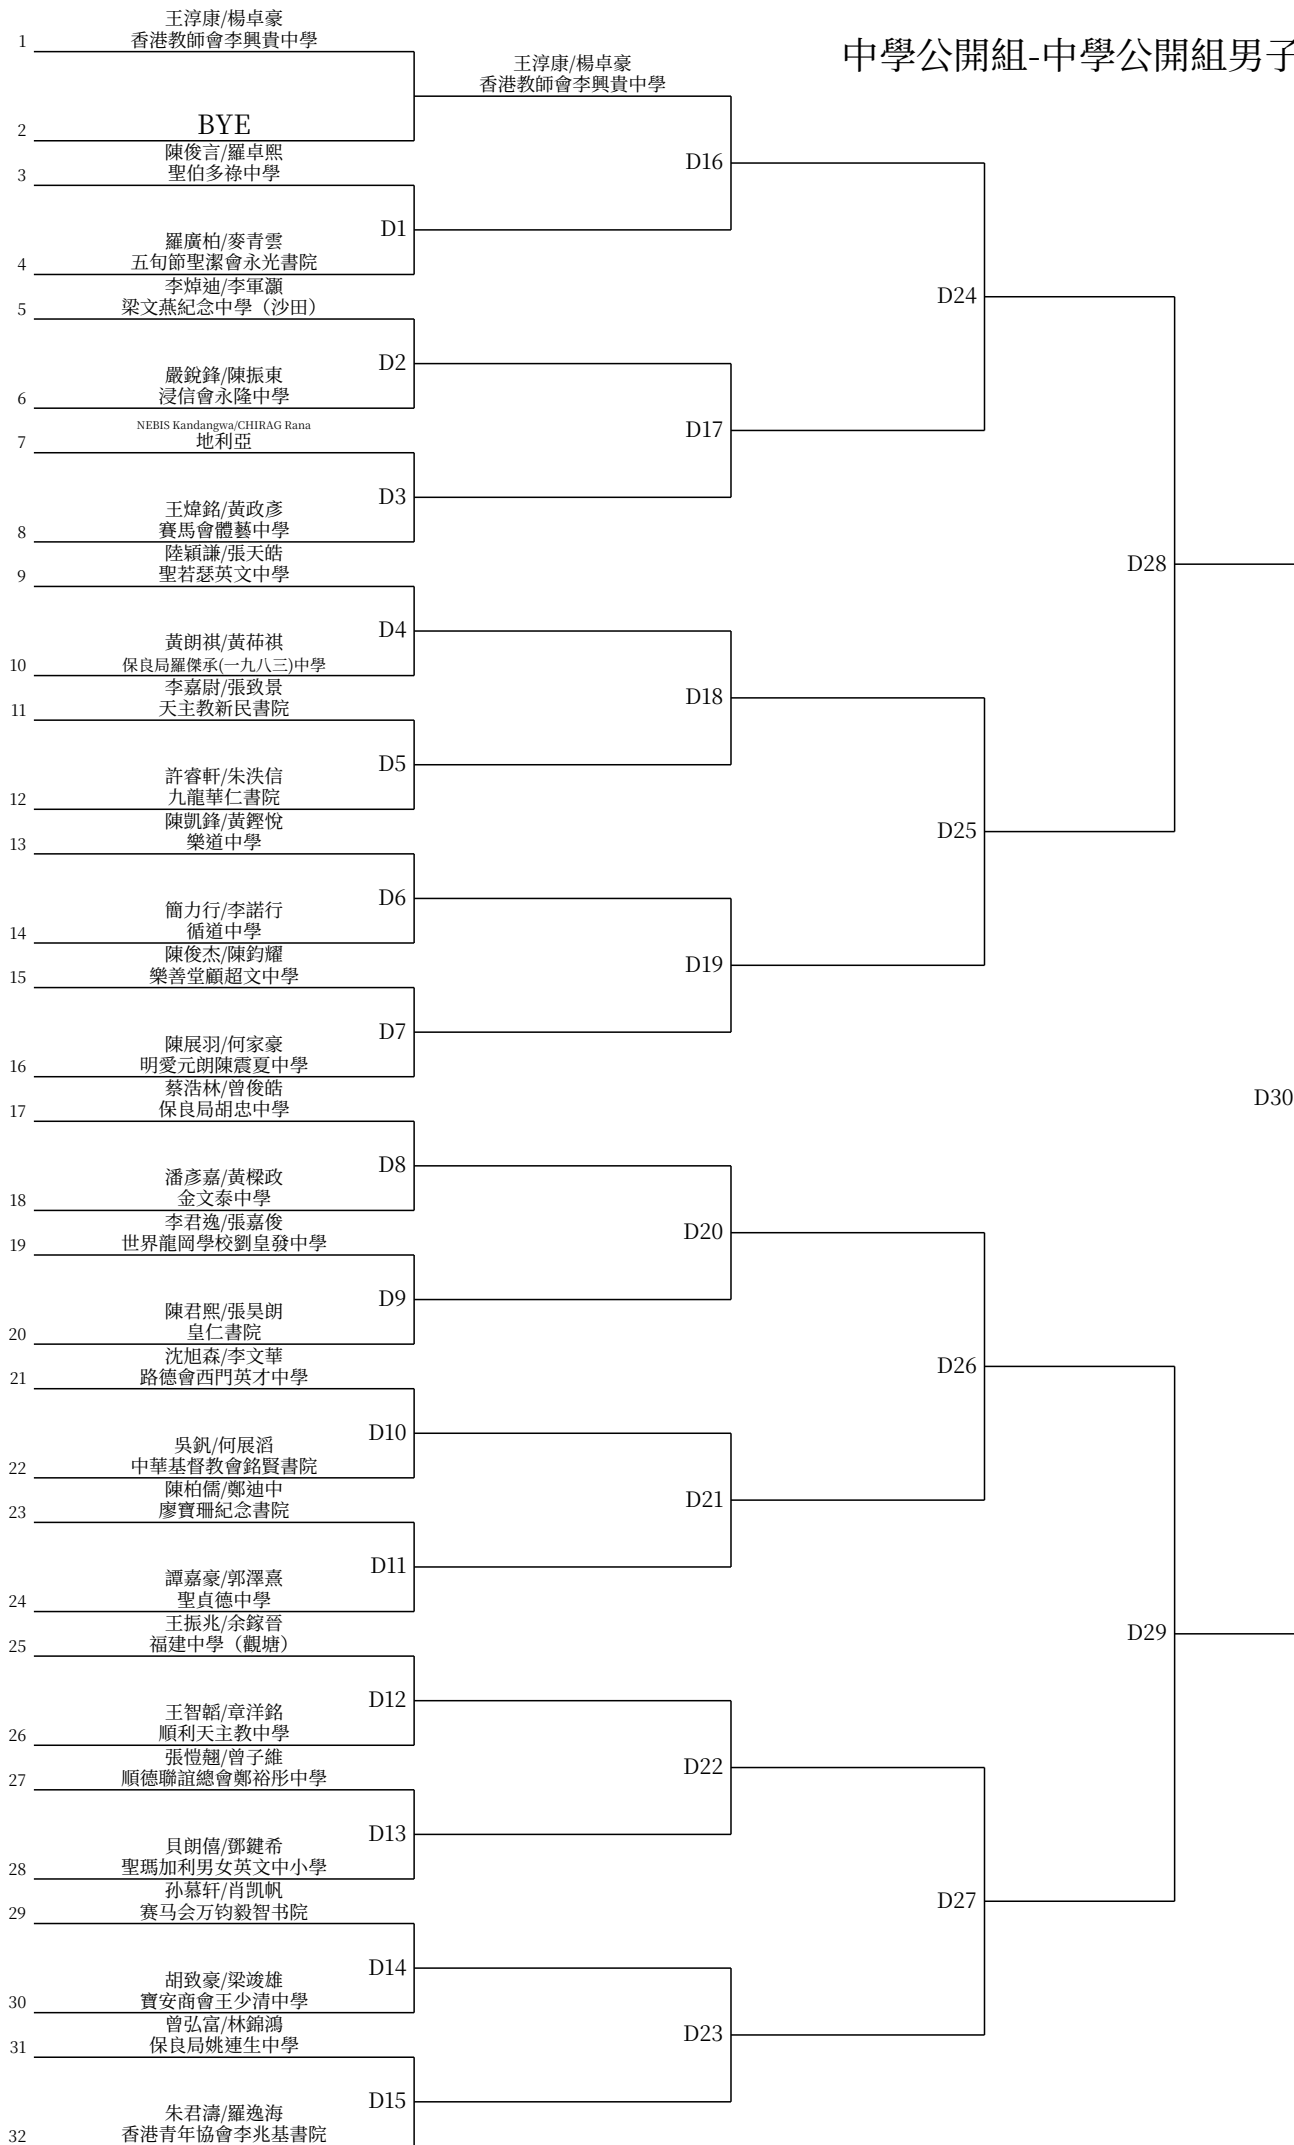 中學公開組-中學公開組男子
王淳康/楊卓豪
1 香港教師會李興貴中學
王淳康/楊卓豪
香港教師會李興貴中學
2 BYE
陳俊言/羅卓熙
3 聖伯多祿中學
D16
D1
羅廣柏/麥青雲
4 五旬節聖潔會永光書院
李焯迪/李軍灝
5 梁文燕紀念中學（沙田）
D24
D2
嚴銳鋒/陳振東
6 浸信會永隆中學
NEBIS Kandangwa/CHIRAG Rana
7 地利亞
D17
D3
王煒銘/黃政彥
8 賽馬會體藝中學
陸穎謙/張天皓
9 聖若瑟英文中學
D28
D4
黃朗祺/黃荷祺
10 保良局羅傑承(一九八三)中學
李嘉尉/張致景
11 天主教新民書院
D18
D5
許睿軒/朱泆信
12 九龍華仁書院
陳凱鋒/黃鏗悅
13 樂道中學
D25
D6
簡力行/李諾行
14 循道中學
陳俊杰/陳鈞耀
15 樂善堂顧超文中學
D19
D7
陳展羽/何家豪
16 明愛元朗陳震夏中學
蔡浩林/曾俊皓
17 保良局胡忠中學
D30
D8
潘彥嘉/黃樑政
18 金文泰中學
李君逸/張嘉俊
19 世界龍岡學校劉皇發中學
D20
D9
陳君熙/張昊朗
20 皇仁書院
沈旭森/李文華
21 路德會西門英才中學
D26
D10
吳釩/何展滔
22 中華基督教會銘賢書院
陳柏儒/鄭迪中
23 廖寶珊紀念書院
D21
D11
譚嘉豪/郭澤熹
24 聖貞德中學
王振兆/余鎵晉
25 福建中學（觀塘）
D29
D12
王智韜/章洋銘
26 順利天主教中學
張愷翹/曾子維
27 順德聯誼總會鄭裕彤中學
D22
D13
貝朗僖/鄧鍵希
28 聖瑪加利男女英文中小學
孙慕轩/肖凯帆
29 赛马会万钧毅智书院
D27
D14
胡致豪/梁竣雄
30 寶安商會王少清中學
曾弘富/林錦鴻
31 保良局姚連生中學
D23
D15
朱君濤/羅逸海
32 香港青年協會李兆基書院